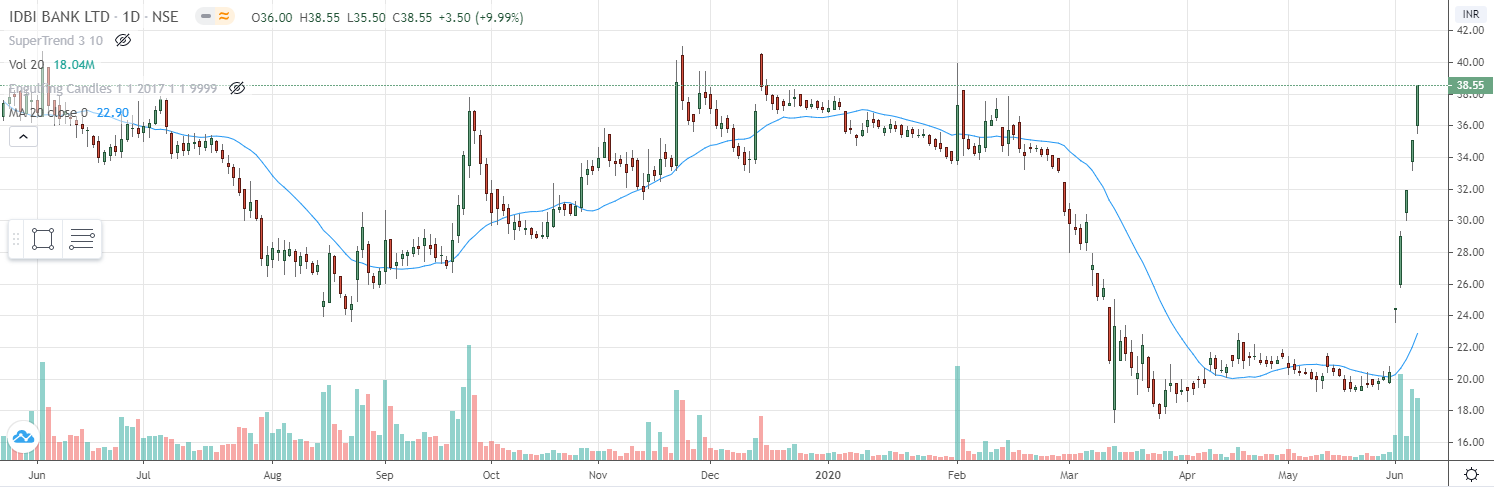 IDBI BANK LTD · 1D · NSE O36.00 H38.55 L35.50 C38.55 +3.50 (+9.99%)
SuperTrend 3 10
Vol 20 18.04M
Engulfing Candles 1 1 2017 1 1 9999
MA 20 close 0 22.90
INR
42.00
40.00
38.55
38.00
36.00
34.00
32.00
30.00
28.00
26.00
24.00
22.00
20.00
18.00
16.00
Jun Jul Aug Sep Oct Nov Dec 2020 Feb Mar Apr May Jun